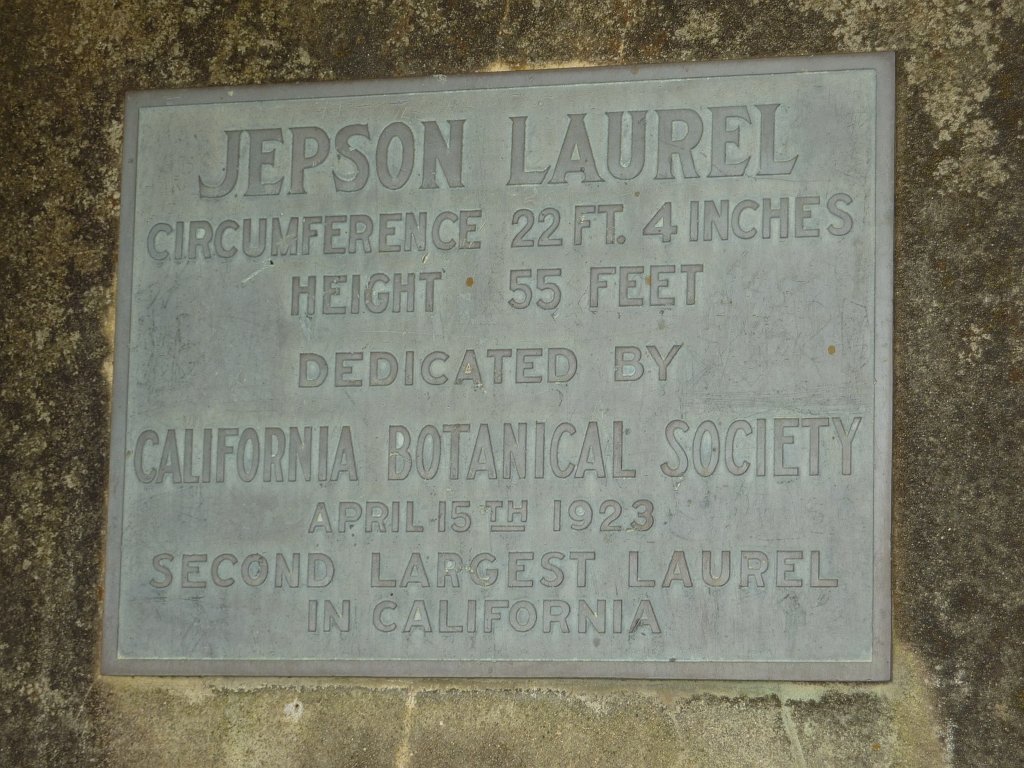 JEPSON LAUREL
CIRCUMFERENCE 22 FT. 4 INCHES
HEIGHT 55 FEET
DEDICATED BY
CALIFORNIA BOTANICAL SOCIETY
APRIL 15TH 1923
SECOND LARGEST LAUREL
IN CALIFORNIA